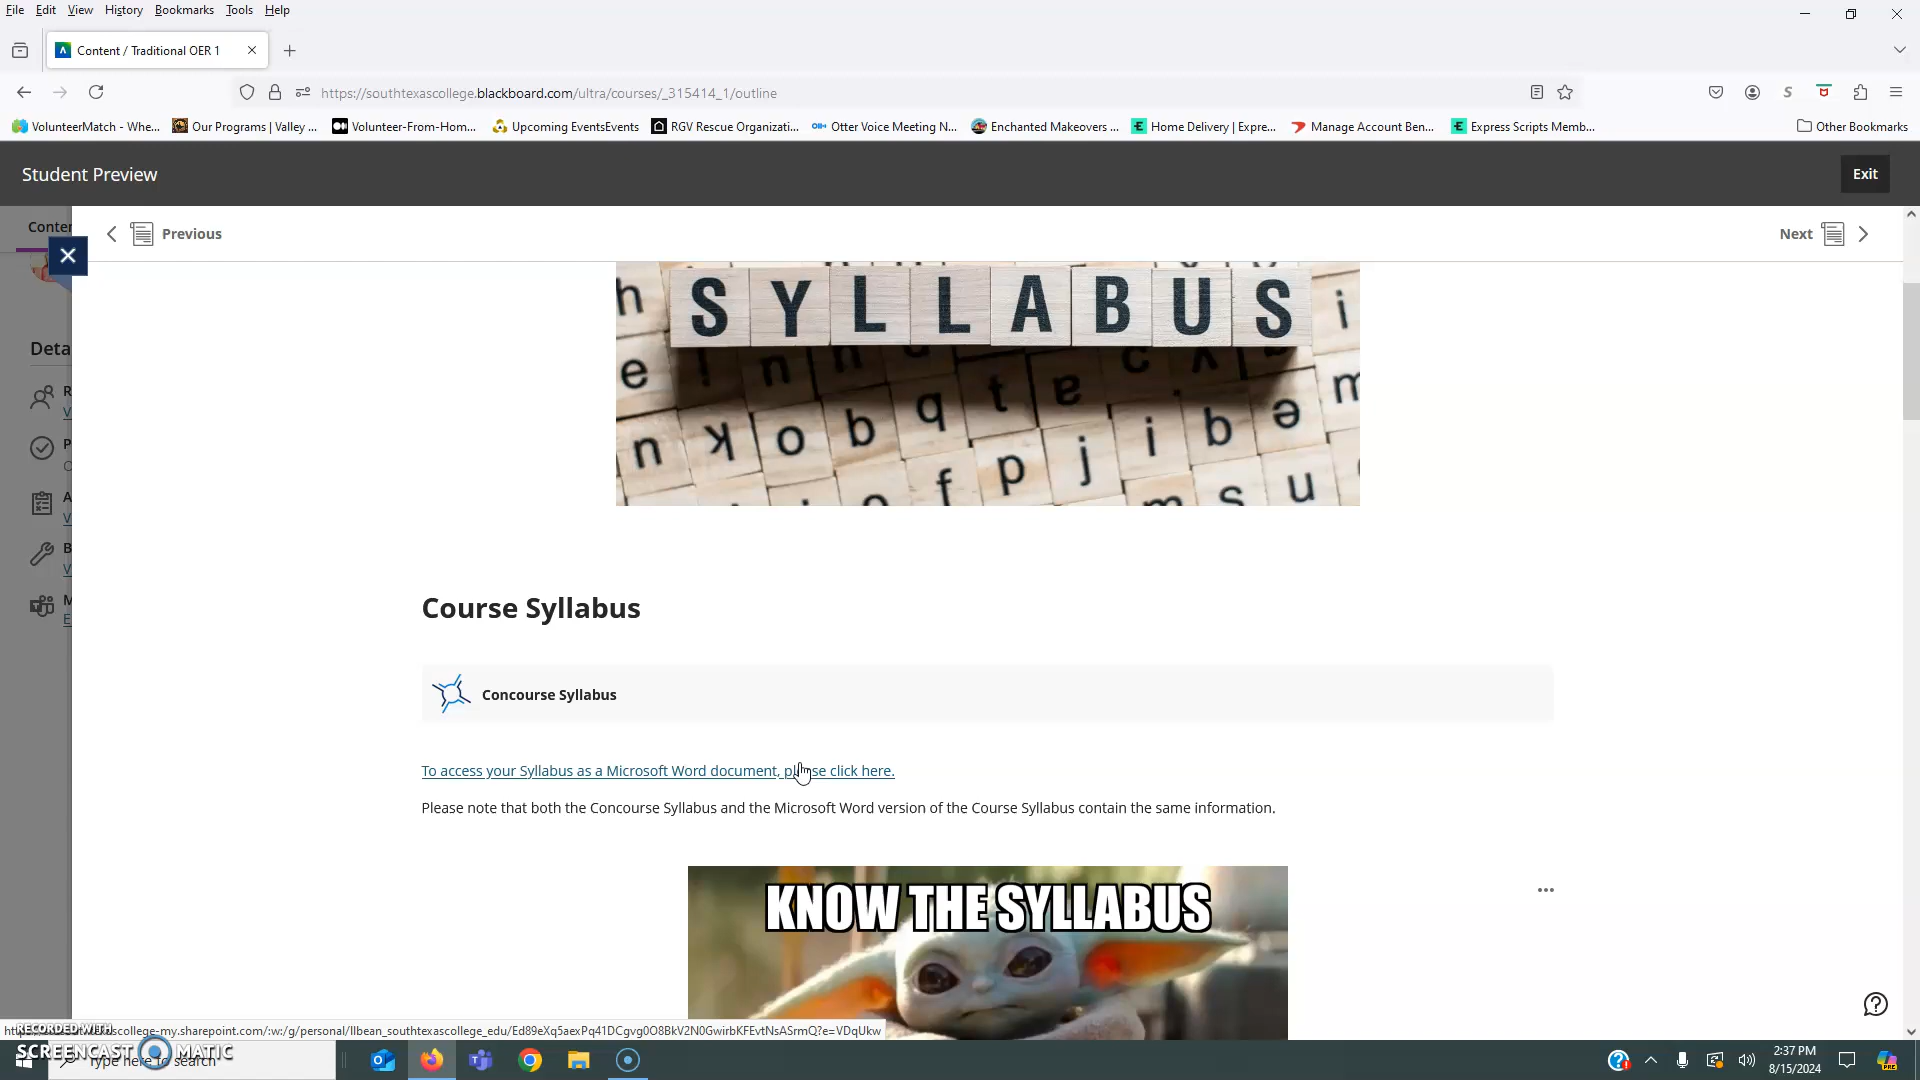 File Edit View History Bookmarks Tools Help
Content / Traditional OER 1
https://southtexascollege.blackboard.com/ultra/courses/_315414_1/outline
VolunteerMatch - Whe... Our Programs | Valley ... Volunteer-From-Hom... Upcoming EventsEvents RGV Rescue Organizati... Otter Voice Meeting N... Enchanted Makeovers ... Home Delivery | Expre... Manage Account Ben... Express Scripts Memb... Other Bookmarks
Student Preview Exit
Previous Next
SYLLABUS
Course Syllabus
Concourse Syllabus
To access your Syllabus as a Microsoft Word document, please click here.
Please note that both the Concourse Syllabus and the Microsoft Word version of the Course Syllabus contain the same information.
KNOW THE SYLLABUS
RECORDED WITH
SCREENCAST MATIC
Type here to search
2:37 PM
8/15/2024